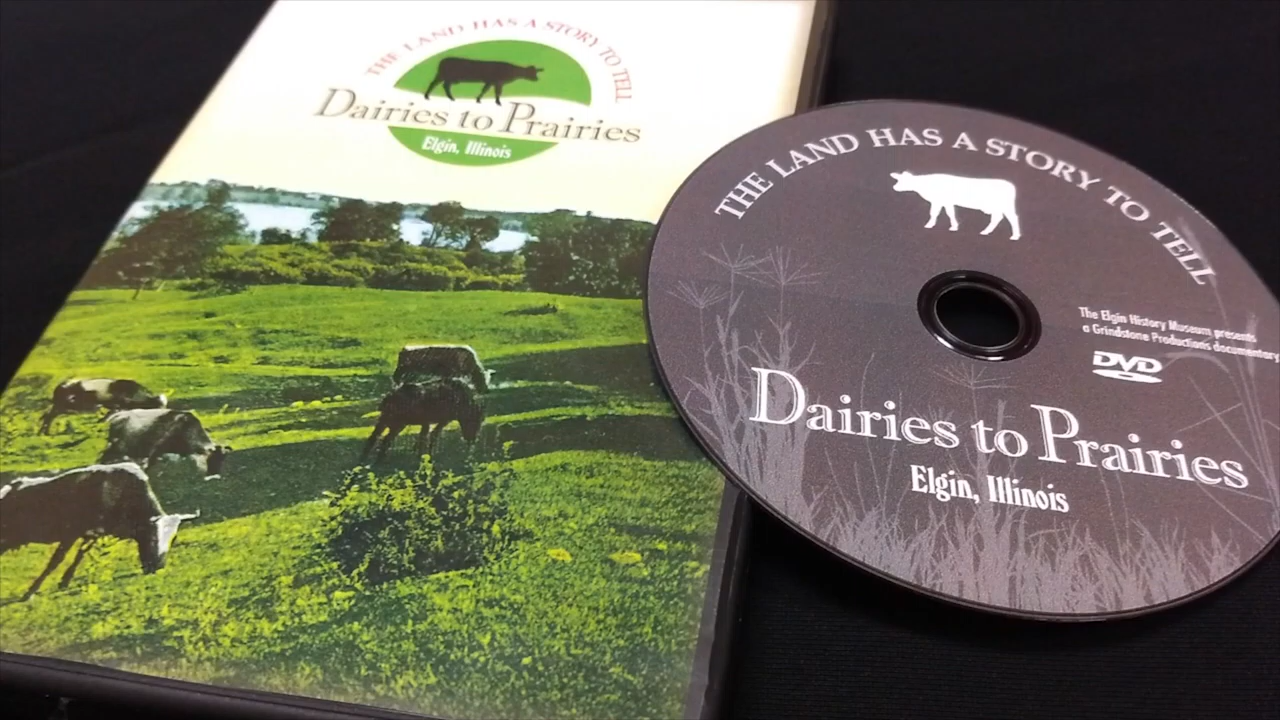 THE LAND HAS A STORY TO TELL
Dairies to Prairies
Elgin, Illinois
THE LAND HAS A STORY TO TELL
The Elgin History Museum presents
a Grindstone Productions documentary
DVD
Dairies to Prairies
Elgin, Illinois